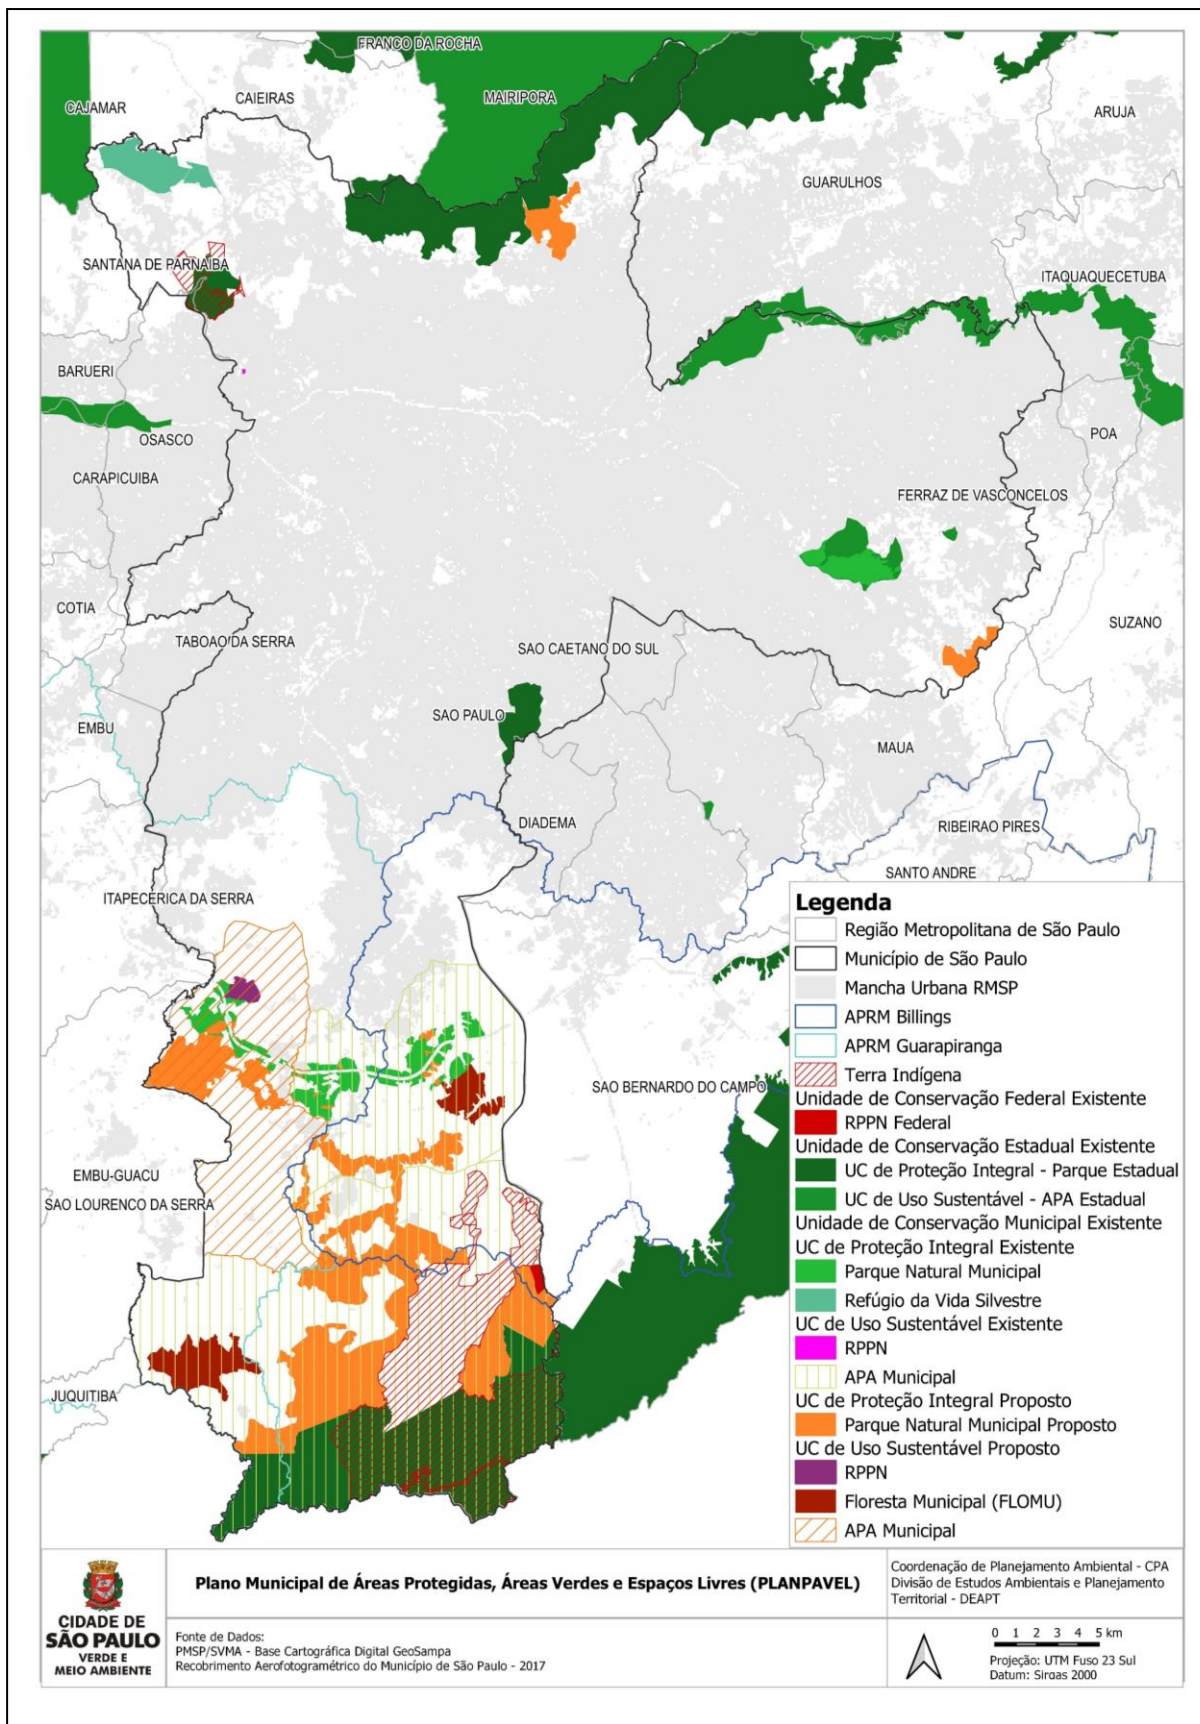 FRANCO DA ROCHA
MAIRIPORA
CAIEIRAS
CAJAMAR
ARUJA
GUARULHOS
SANTANA DE PARNAIBA
ITAQUAQUECETUBA
BARUERI
OSASCO
POA
CARAPICUIBA
FERRAZ DE VASCONCELOS
COTIA
SUZANO
TABOAO DA SERRA
SAO CAETANO DO SUL
SAO PAULO
EMBU
MAUA
DIADEMA
RIBEIRAO PIRES
SANTO ANDRE
ITAPECERICA DA SERRA
SAO BERNARDO DO CAMPO
EMBU-GUACU
SAO LOURENCO DA SERRA
JUQUITIBA
Legenda
Região Metropolitana de São Paulo
Município de São Paulo
Mancha Urbana RMSP
APRM Billings
APRM Guarapiranga
Terra Indígena
Unidade de Conservação Federal Existente
RPPN Federal
Unidade de Conservação Estadual Existente
UC de Proteção Integral - Parque Estadual
UC de Uso Sustentável - APA Estadual
Unidade de Conservação Municipal Existente
UC de Proteção Integral Existente
Parque Natural Municipal
Refúgio da Vida Silvestre
UC de Uso Sustentável Existente
RPPN
APA Municipal
UC de Proteção Integral Proposto
Parque Natural Municipal Proposto
UC de Uso Sustentável Proposto
RPPN
Floresta Municipal (FLOMU)
APA Municipal
CIDADE DE
SÃO PAULO
VERDE E
MEIO AMBIENTE
Plano Municipal de Áreas Protegidas, Áreas Verdes e Espaços Livres (PLANPAVEL)
Fonte de Dados:
PMSP/SVMA - Base Cartográfica Digital GeoSampa
Recobrimento Aerofotogramétrico do Município de São Paulo - 2017
Coordenação de Planejamento Ambiental - CPA
Divisão de Estudos Ambientais e Planejamento
Territorial - DEAPT
0 1 2 3 4 5 km
Projeção: UTM Fuso 23 Sul
Datum: Sirgas 2000